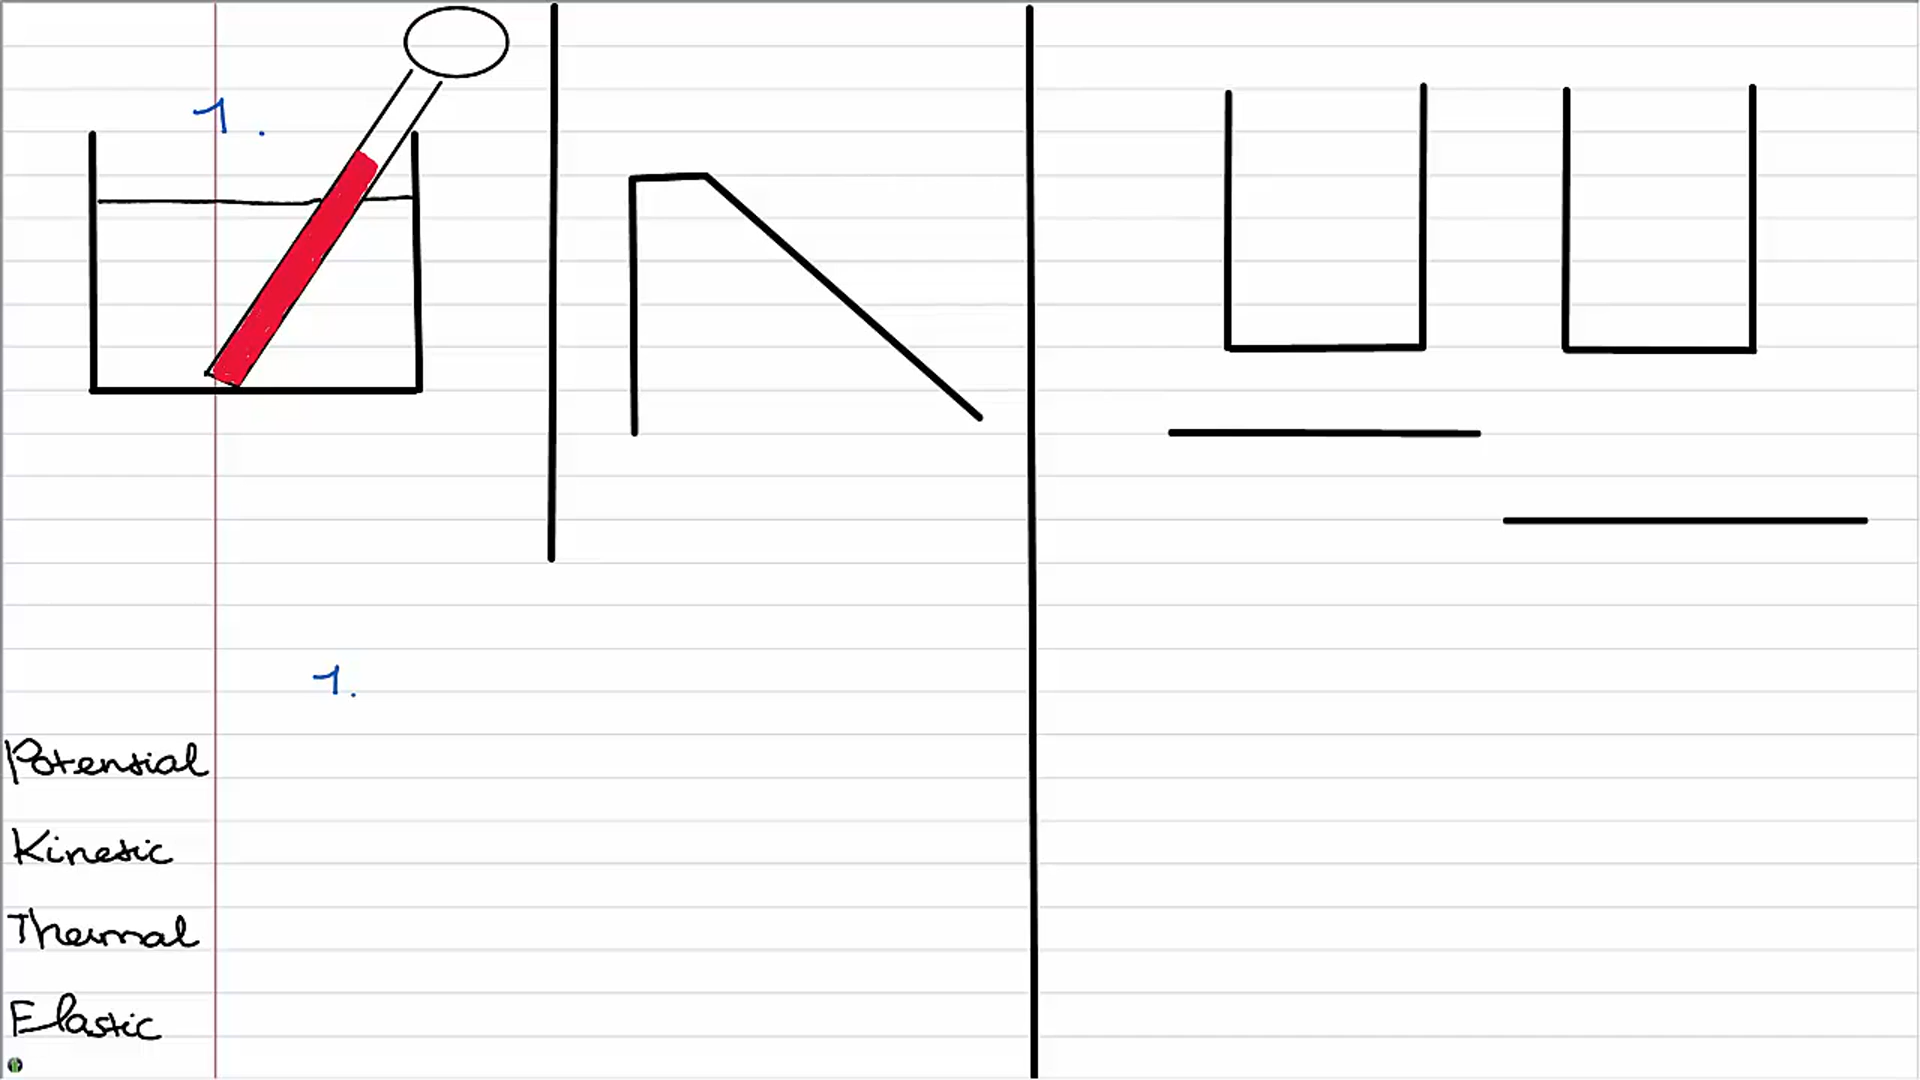 1.
1.
Potential
Kinetic
Thermal
Elastic